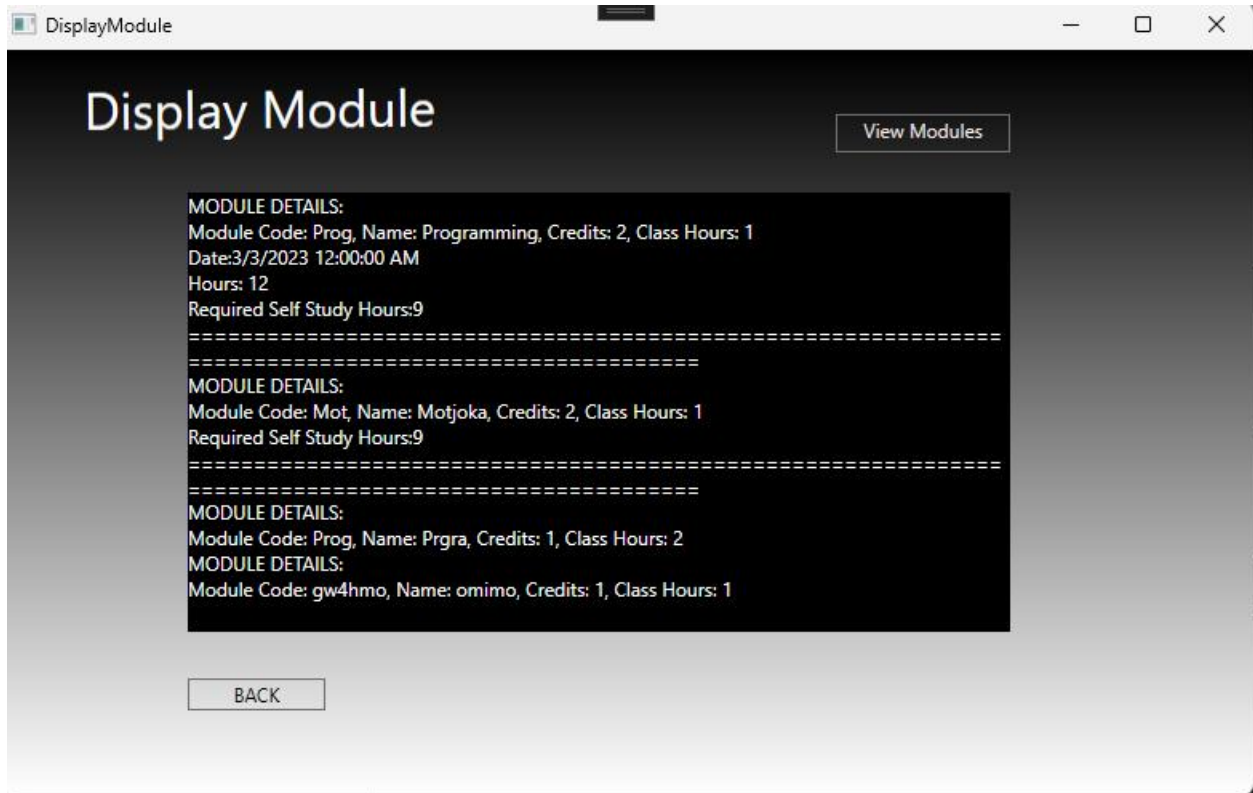 DisplayModule
Display Module
View Modules
MODULE DETAILS:
Module Code: Prog, Name: Programming, Credits: 2, Class Hours: 1
Date:3/3/2023 12:00:00 AM
Hours: 12
Required Self Study Hours:9
==============================================================
=======================================
MODULE DETAILS:
Module Code: Mot, Name: Motjoka, Credits: 2, Class Hours: 1
Required Self Study Hours:9
==============================================================
=======================================
MODULE DETAILS:
Module Code: Prog, Name: Prgra, Credits: 1, Class Hours: 2
MODULE DETAILS:
Module Code: gw4hmo, Name: omimo, Credits: 1, Class Hours: 1
BACK